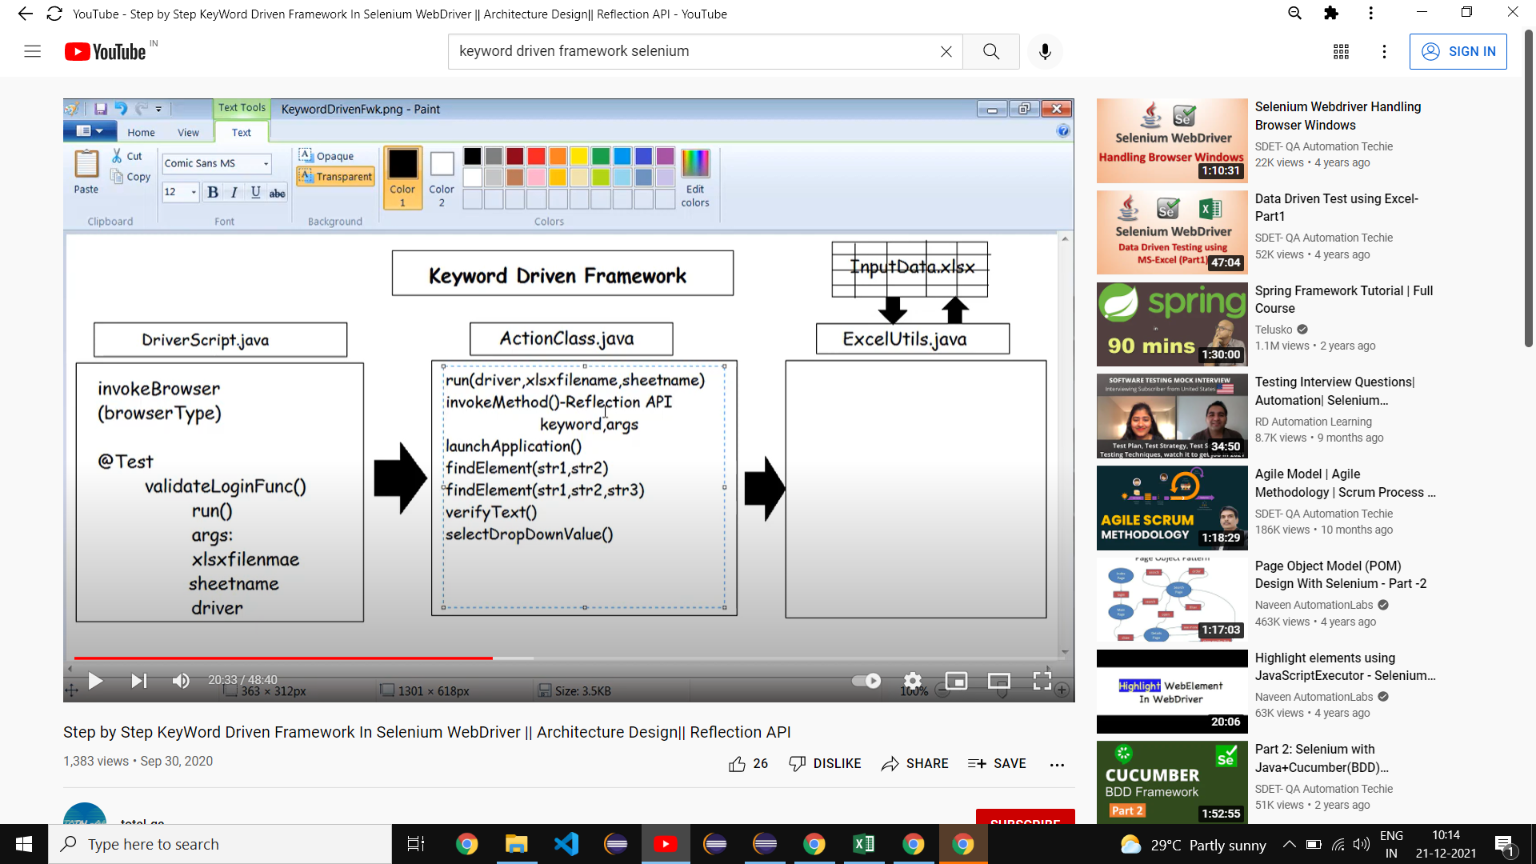 YouTube - Step by Step KeyWord Driven Framework In Selenium WebDriver || Architecture Design|| Reflection API - YouTube
YouTube IN
keyword driven framework selenium
SIGN IN
Text Tools
KeywordDrivenFwk.png - Paint
Home View Text
Paste
Cut
Copy
Clipboard
Comic Sans MS
12 B I U abc
Font
Opaque
Transparent
Background
Color 1
Color 2
Edit colors
Colors
Keyword Driven Framework
InputData.xlsx
DriverScript.java
ActionClass.java
ExcelUtils.java
invokeBrowser
(browserType)
@Test
validateLoginFunc()
run()
args:
xlsxfilenmae
sheetname
driver
run(driver,xlsxfilename,sheetname)
invokeMethod()-Reflection API
keyword,args
launchApplication()
findElement(str1,str2)
findElement(str1,str2,str3)
verifyText()
selectDropDownValue()
20:33 / 48:40
363 × 312px
1301 × 618px
Size: 3.5KB
100%
Step by Step KeyWord Driven Framework In Selenium WebDriver || Architecture Design|| Reflection API
1,383 views • Sep 30, 2020
26 DISLIKE SHARE SAVE
SUBSCRIBE
Selenium WebDriver
Handling Browser Windows
1:10:31
Selenium Webdriver Handling
Browser Windows
SDET- QA Automation Techie
22K views • 4 years ago
Selenium WebDriver
Data Driven Testing using
MS-Excel (Part1)
47:04
Data Driven Test using Excel-
Part1
SDET- QA Automation Techie
52K views • 4 years ago
spring
90 mins
1:30:00
Spring Framework Tutorial | Full
Course
Telusko
1.1M views • 2 years ago
SOFTWARE TESTING MOCK INTERVIEW
34:50
Testing Interview Questions|
Automation| Selenium...
RD Automation Learning
8.7K views • 9 months ago
AGILE SCRUM
METHODOLOGY
1:18:29
Agile Model | Agile
Methodology | Scrum Process ...
SDET- QA Automation Techie
186K views • 10 months ago
Page Object Pattern
1:17:03
Page Object Model (POM)
Design With Selenium - Part -2
Naveen AutomationLabs
463K views • 4 years ago
Highlight WebElement
In WebDriver
20:06
Highlight elements using
JavaScriptExecutor - Selenium...
Naveen AutomationLabs
63K views • 4 years ago
CUCUMBER
BDD Framework
Part 2
Se
1:52:55
Part 2: Selenium with
Java+Cucumber(BDD)...
SDET- QA Automation Techie
51K views • 2 years ago
Type here to search
29°C Partly sunny
ENG
IN
10:14
21-12-2021
1